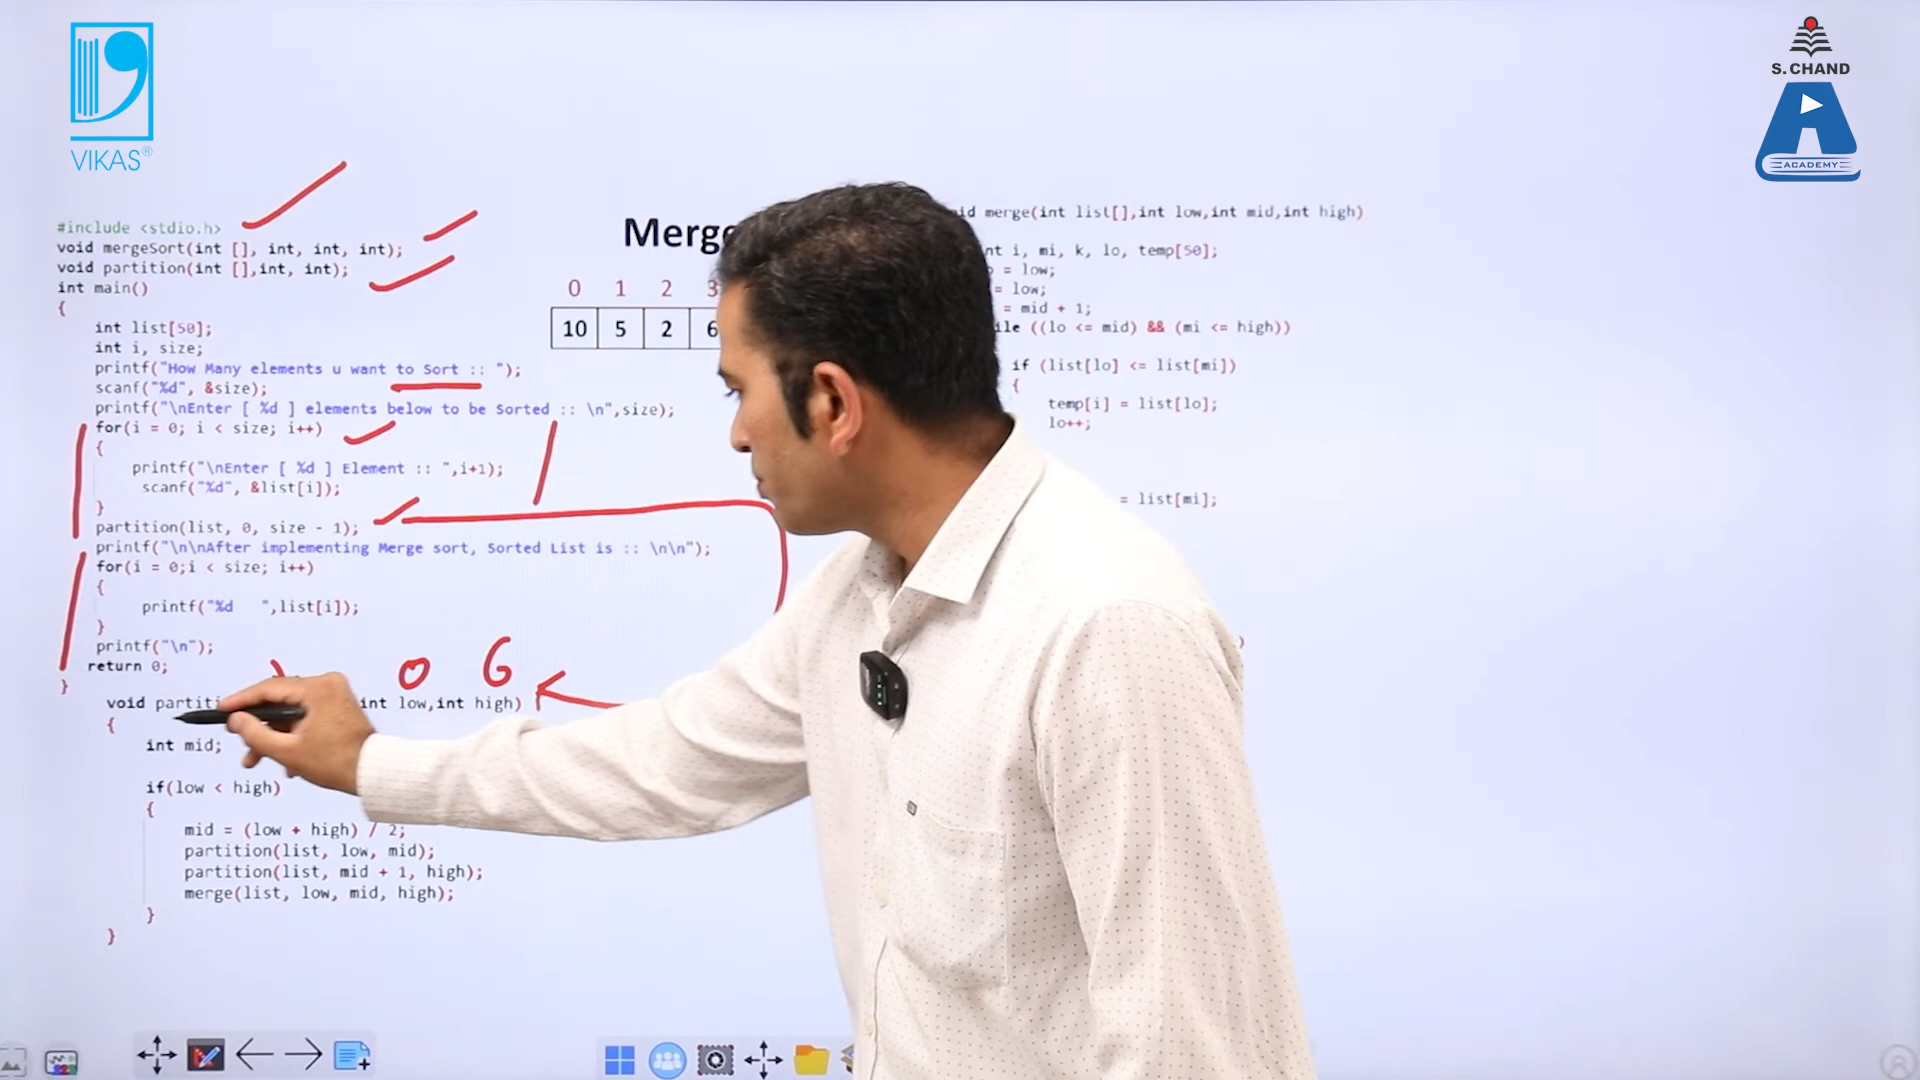 VIKAS®
S. CHAND
ACADEMY
#include <stdio.h>
void mergeSort(int [], int, int, int);
void partition(int [],int, int);
int main()
{
int list[50];
int i, size;
printf("How Many elements u want to Sort :: ");
scanf("%d", &size);
printf("\nEnter [ %d ] elements below to be Sorted :: \n",size);
for(i = 0; i < size; i++)
{
printf("\nEnter [ %d ] Element :: ",i+1);
scanf("%d", &list[i]);
}
partition(list, 0, size - 1);
printf("\n\nAfter implementing Merge sort, Sorted List is :: \n\n");
for(i = 0;i < size; i++)
{
printf("%d   ",list[i]);
}
printf("\n");
return 0;
}
0 6
void partiti int low,int high)
{
int mid;
if(low < high)
{
mid = (low + high) / 2;
partition(list, low, mid);
partition(list, mid + 1, high);
merge(list, low, mid, high);
}
}
Merge
0 1 2 3
10 5 2 6
id merge(int list[],int low,int mid,int high)
nt i, mi, k, lo, temp[50];
= low;
= low;
= mid + 1;
ile ((lo <= mid) && (mi <= high))
if (list[lo] <= list[mi])
{
temp[i] = list[lo];
lo++;
= list[mi];